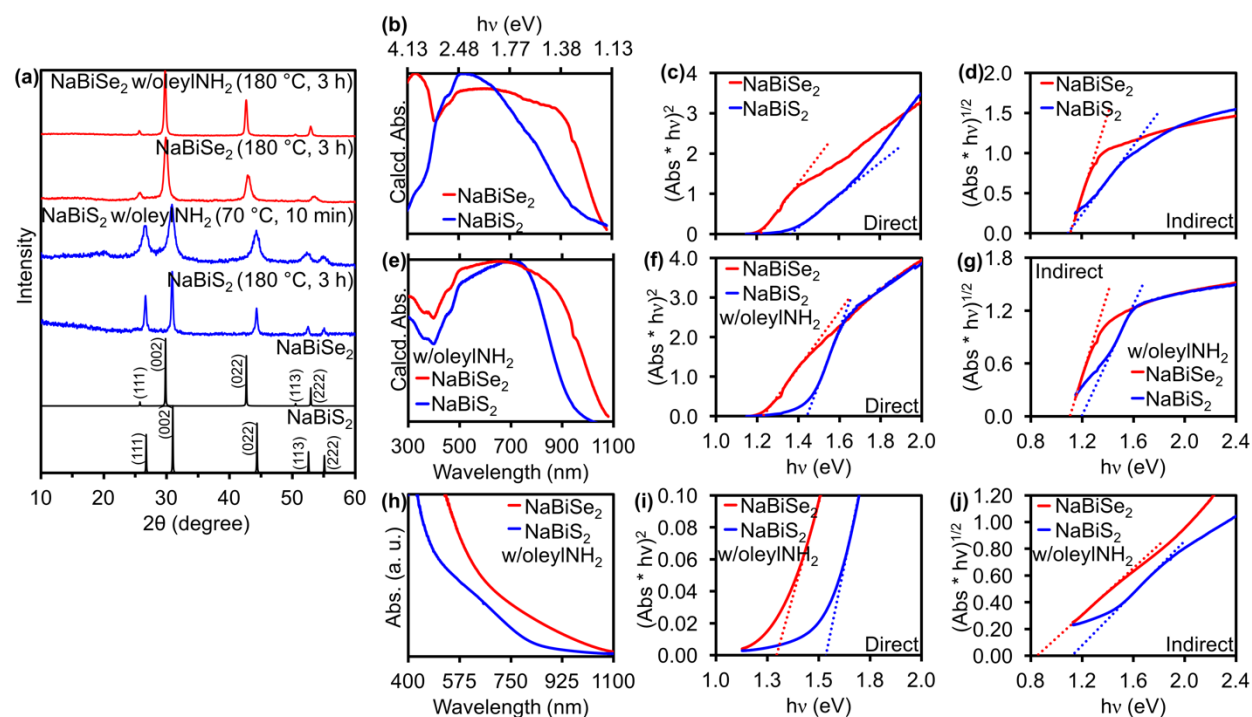 (a)
NaBiSe2 w/oleylNH2 (180 °C, 3 h)
NaBiSe2 (180 °C, 3 h)
NaBiS2 w/oleylNH2 (70 °C, 10 min)
NaBiS2 (180 °C, 3 h)
NaBiSe2
(111)
(002)
(022)
(113)
(222)
NaBiS2
(111)
(002)
(022)
(113)
(222)
Intensity
10 20 30 40 50 60
2θ (degree)
(b)
hν (eV)
4.13 2.48 1.77 1.38 1.13
Calcd. Abs.
NaBiSe2
NaBiS2
(c)
NaBiSe2
NaBiS2
(Abs * hν)2
4
3
2
1
0
Direct
(d)
NaBiSe2
NaBiS2
(Abs * hν)1/2
2.0
1.5
1.0
0.5
0.0
Indirect
(e)
Calcd. Abs.
w/oleylNH2
NaBiSe2
NaBiS2
300 500 700 900 1100
Wavelength (nm)
(f)
NaBiSe2
NaBiS2
w/oleylNH2
(Abs * hν)2
4.0
3.0
2.0
1.0
0.0
Direct
1.0 1.2 1.4 1.6 1.8 2.0
hν (eV)
(g)
Indirect
w/oleylNH2
NaBiSe2
NaBiS2
(Abs * hν)1/2
2.4
1.8
1.2
0.6
0.0
0.8 1.2 1.6 2.0 2.4
hν (eV)
(h)
NaBiSe2
NaBiS2
w/oleylNH2
Abs. (a. u.)
400 575 750 925 1100
Wavelength (nm)
(i)
NaBiSe2
NaBiS2
w/oleylNH2
(Abs * hν)2
0.10
0.08
0.06
0.04
0.02
0.00
Direct
1.0 1.3 1.5 1.8 2.0
hν (eV)
(j)
NaBiSe2
NaBiS2
w/oleylNH2
(Abs * hν)1/2
1.20
1.00
0.80
0.60
0.40
0.20
0.00
Indirect
0.8 1.2 1.6 2.0 2.4
hν (eV)